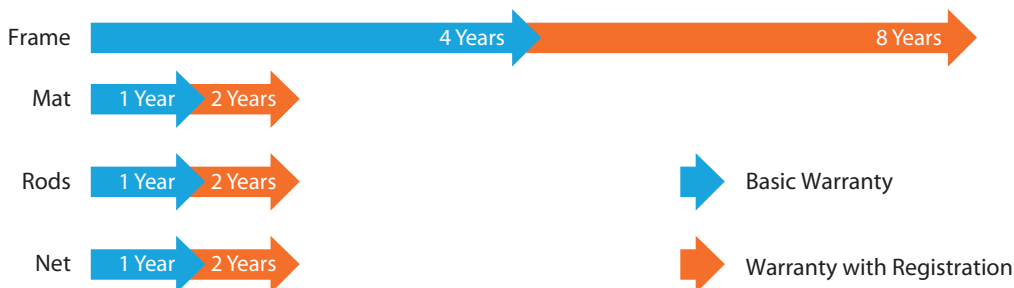 Frame 4 Years 8 Years
Mat 1 Year 2 Years
Rods 1 Year 2 Years
Basic Warranty
Net 1 Year 2 Years
Warranty with Registration